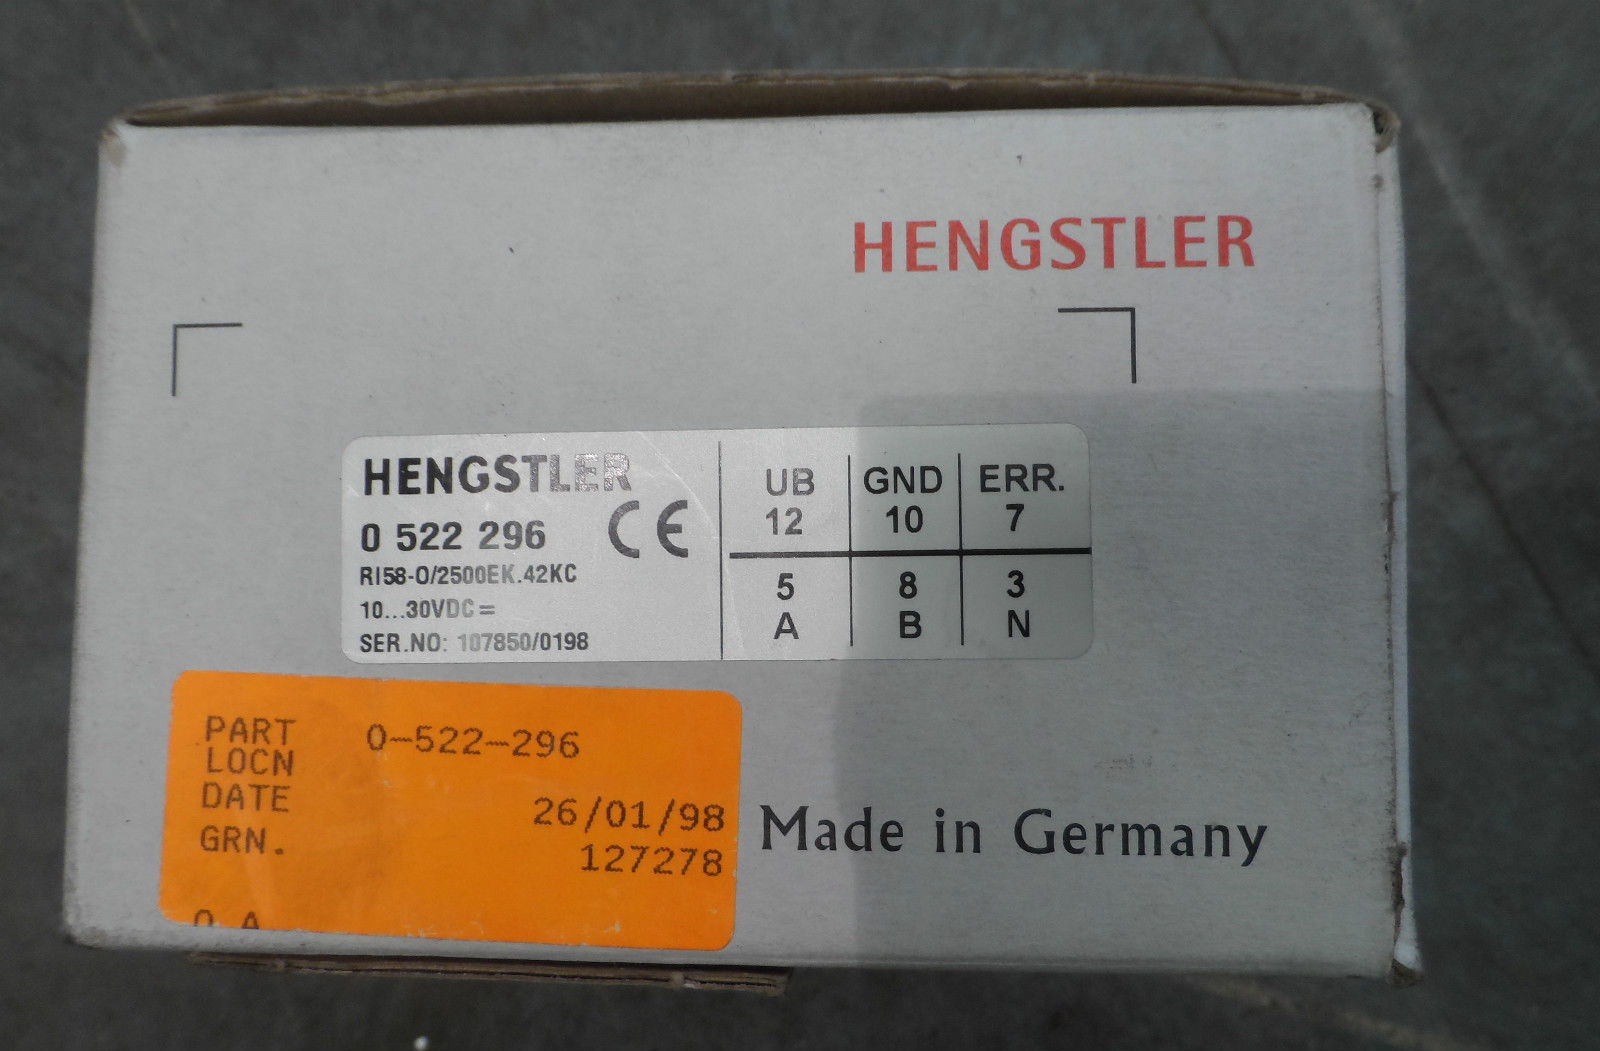 HENGSTLER
HENGSTLER
0 522 296 CE
RI58-O/2500EK.42KC
10...30VDC=
SER.NO: 107850/0198
UB GND ERR.
12 10 7
5 8 3
A B N
PART 0-522-296
LOCN
DATE 26/01/98
GRN. 127278
Made in Germany